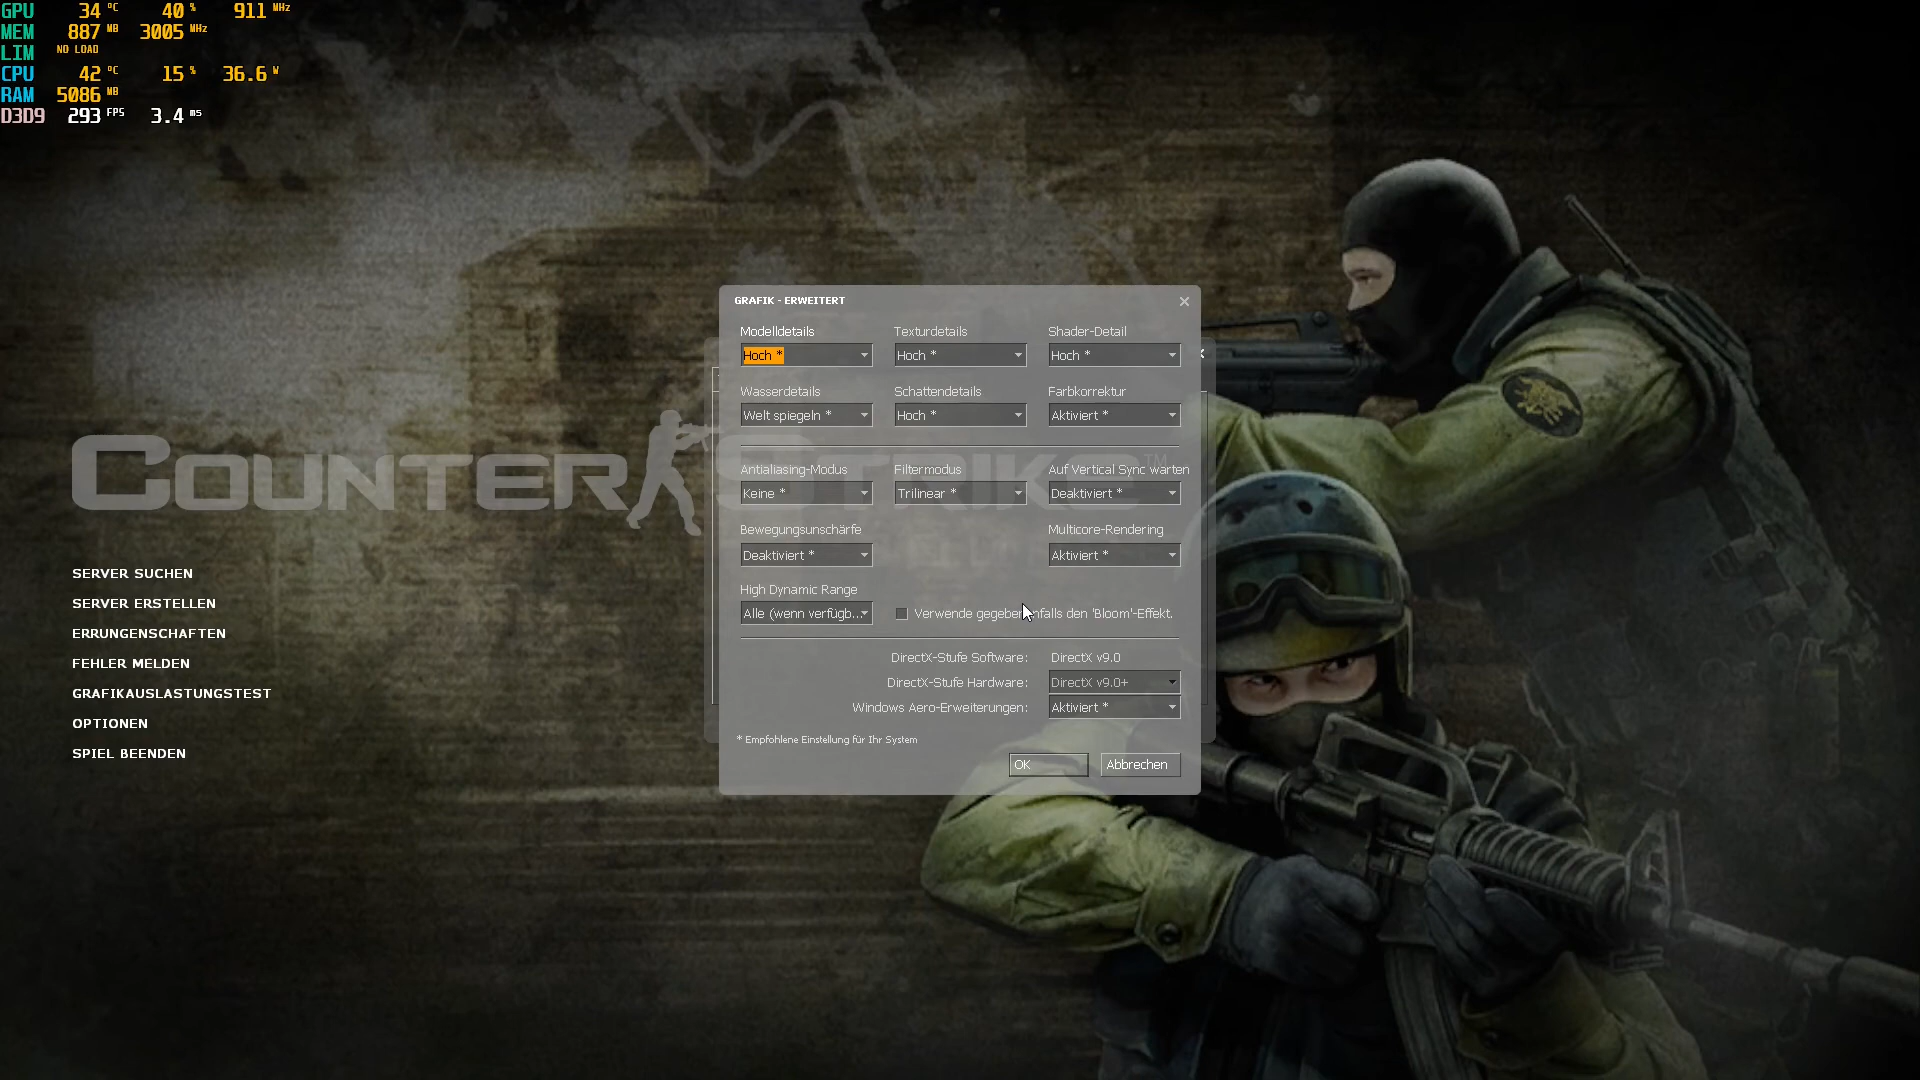 GPU 34 °C 40 % 911 MHz
MEM 887 MB 3005 MHz
LIM NO LOAD
CPU 42 °C 15 % 36.6 W
RAM 5086 MB
D3D9 293 FPS 3.4 ms
COUNTER STRIKE™
SERVER SUCHEN
SERVER ERSTELLEN
ERRUNGENSCHAFTEN
FEHLER MELDEN
GRAFIKAUSLASTUNGSTEST
OPTIONEN
SPIEL BEENDEN
GRAFIK - ERWEITERT
Modelldetails Texturdetails Shader-Detail
Hoch * Hoch * Hoch *
Wasserdetails Schattendetails Farbkorrektur
Welt spiegeln * Hoch * Aktiviert *
Antialiasing-Modus Filtermodus Auf Vertical Sync warten
Keine * Trilinear * Deaktiviert *
Bewegungsunschärfe Multicore-Rendering
Deaktiviert * Aktiviert *
High Dynamic Range
Alle (wenn verfügb... Verwende gegebenenfalls den 'Bloom'-Effekt.
DirectX-Stufe Software: DirectX v9.0
DirectX-Stufe Hardware: DirectX v9.0+
Windows Aero-Erweiterungen: Aktiviert *
* Empfohlene Einstellung für Ihr System
OK Abbrechen